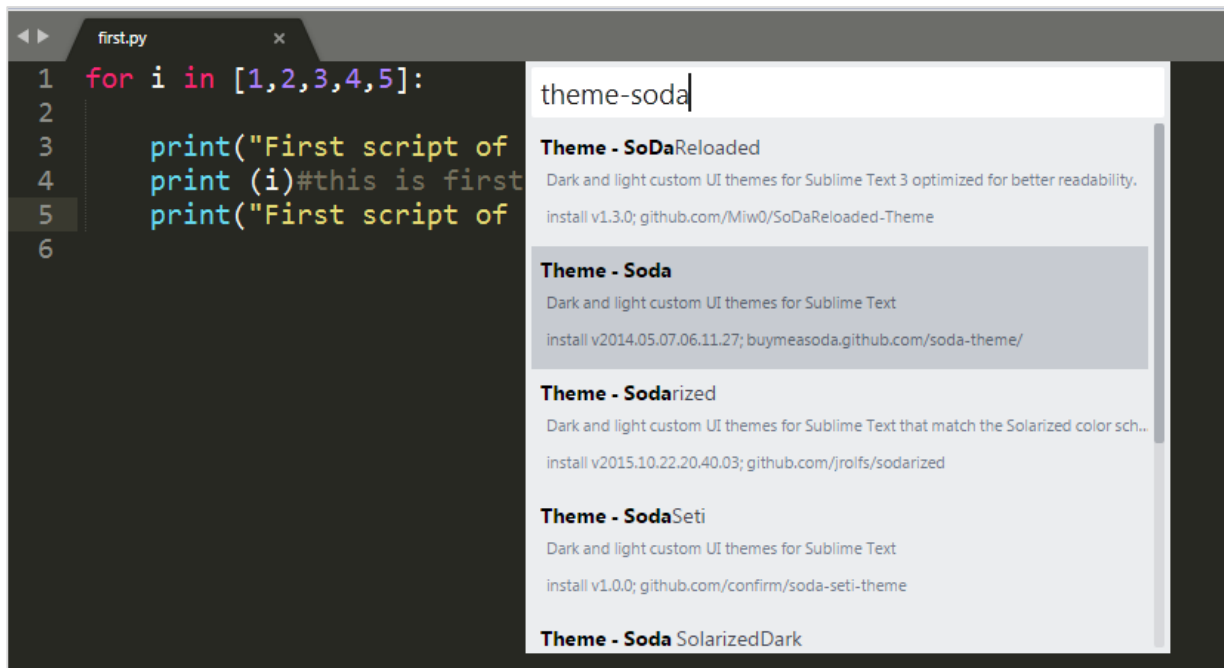 first.py ×
1 for i in [1,2,3,4,5]:
2
3 print("First script of
4 print (i)#this is first
5 print("First script of
6
theme-soda
Theme - SoDaReloaded
Dark and light custom UI themes for Sublime Text 3 optimized for better readability.
install v1.3.0; github.com/Miw0/SoDaReloaded-Theme
Theme - Soda
Dark and light custom UI themes for Sublime Text
install v2014.05.07.06.11.27; buymeasoda.github.com/soda-theme/
Theme - Sodarized
Dark and light custom UI themes for Sublime Text that match the Solarized color sch...
install v2015.10.22.20.40.03; github.com/jrolfs/sodarized
Theme - SodaSeti
Dark and light custom UI themes for Sublime Text
install v1.0.0; github.com/confirm/soda-seti-theme
Theme - Soda SolarizedDark